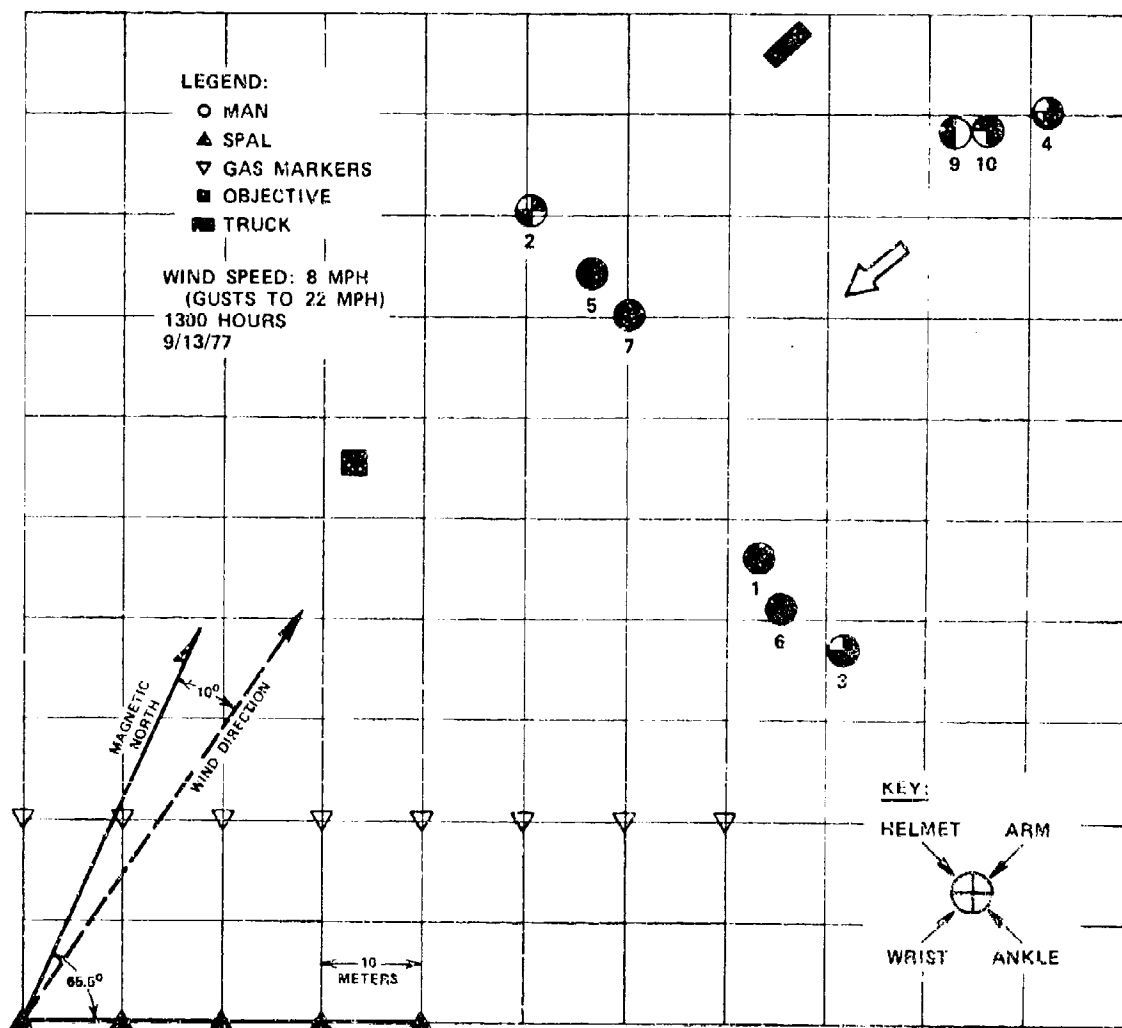 LEGEND:
MAN
SPAL
GAS MARKERS
OBJECTIVE
TRUCK
WIND SPEED: 8 MPH
(GUSTS TO 22 MPH)
1300 HOURS
9/13/77
9
10
4
2
5
7
1
6
3
MAGNETIC
NORTH
10°
WIND DIRECTION
65.5°
10
METERS
KEY:
HELMET
ARM
WRIST
ANKLE